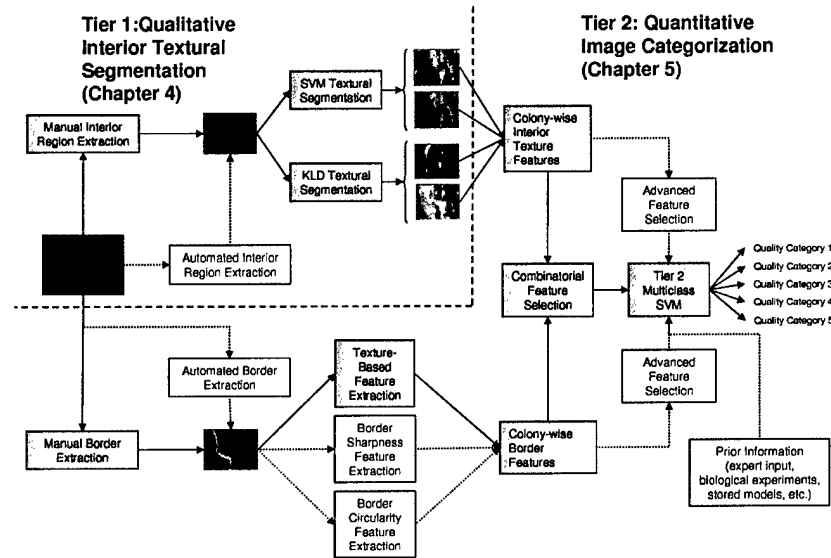 Tier 1:Qualitative
Interior Textural
Segmentation
(Chapter 4)
Tier 2: Quantitative
Image Categorization
(Chapter 5)
SVM Textural
Segmentation
Manual Interior
Region Extraction
KLD Textural
Segmentation
Colony-wise
Interior
Texture
Features
Advanced
Feature
Selection
Automated Interior
Region Extraction
Combinatorial
Feature
Selection
Tier 2
Multiclass
SVM
Quality Category 1
Quality Category 2
Quality Category 3
Quality Category 4
Quality Category 5
Automated Border
Extraction
Texture-
Based
Feature
Extraction
Advanced
Feature
Selection
Manual Border
Extraction
Border
Sharpness
Feature
Extraction
Colony-wise
Border
Features
Prior Information
(expert input,
biological experiments,
stored models, etc.)
Border
Circularity
Feature
Extraction